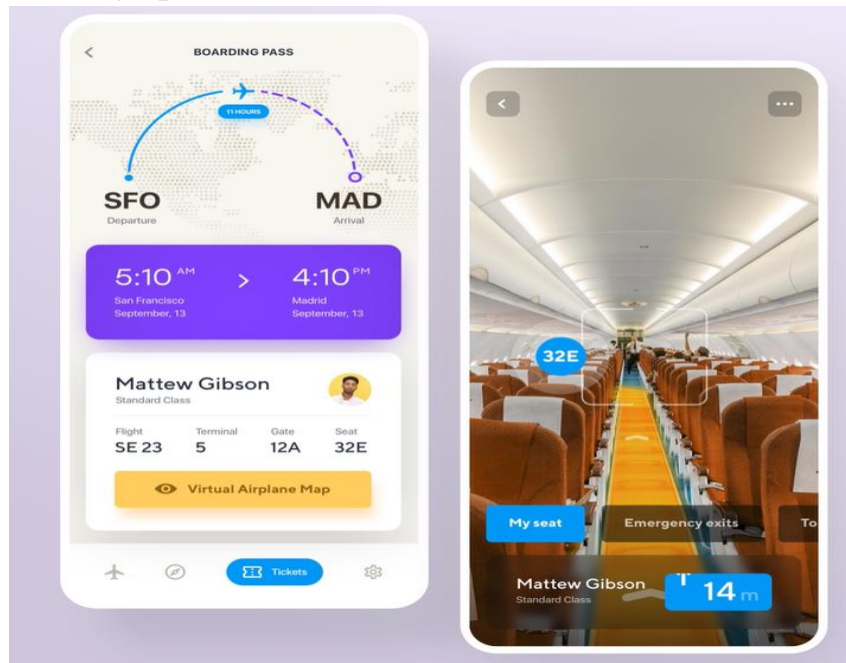 BOARDING PASS
11 HOURS
SFO MAD
Departure Arrival
5:10 AM > 4:10 PM
San Francisco Madrid
September, 13 September, 13
Mattew Gibson
Standard Class
Flight Terminal Gate Seat
SE 23 5 12A 32E
Virtual Airplane Map
Tickets
32E
My seat Emergency exits To
Mattew Gibson
Standard Class
14 m